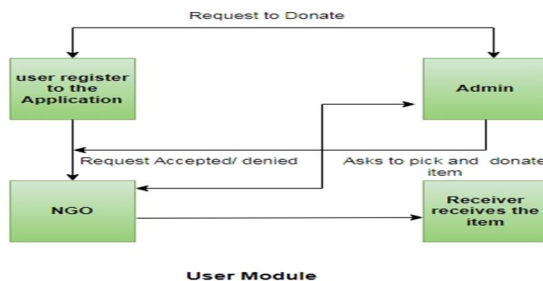 Request to Donate
user register
to the
Application
Admin
Request Accepted/ denied
Asks to pick and donate
item
NGO
Receiver
receives the
item
User Module